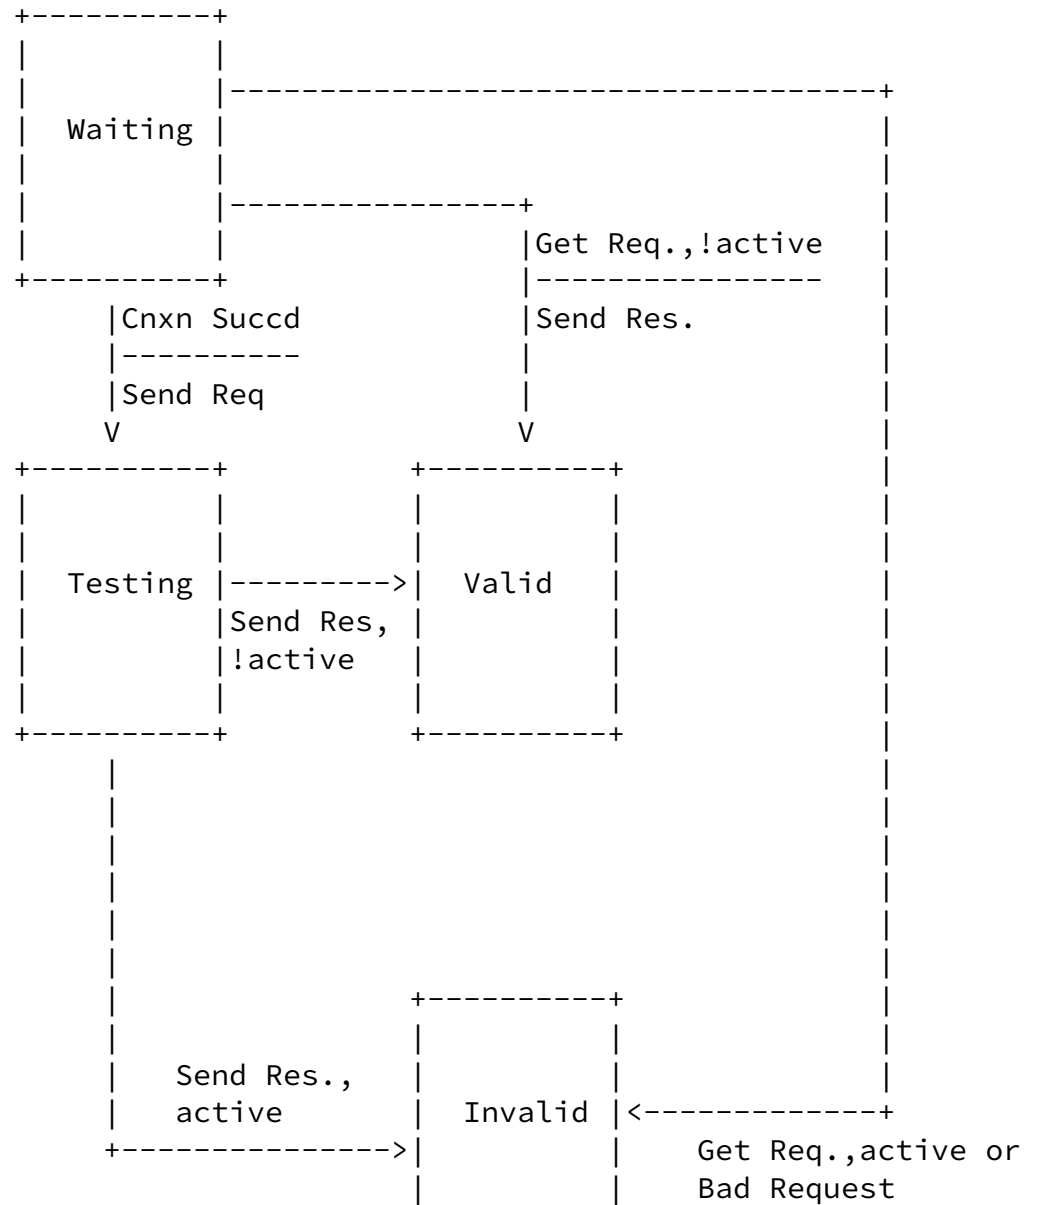 Waiting
Get Req.,!active
Cnxn Succd
Send Res.
Send Req
Testing
Valid
Send Res,
!active
Send Res.,
active
Invalid
Get Req.,active or
Bad Request